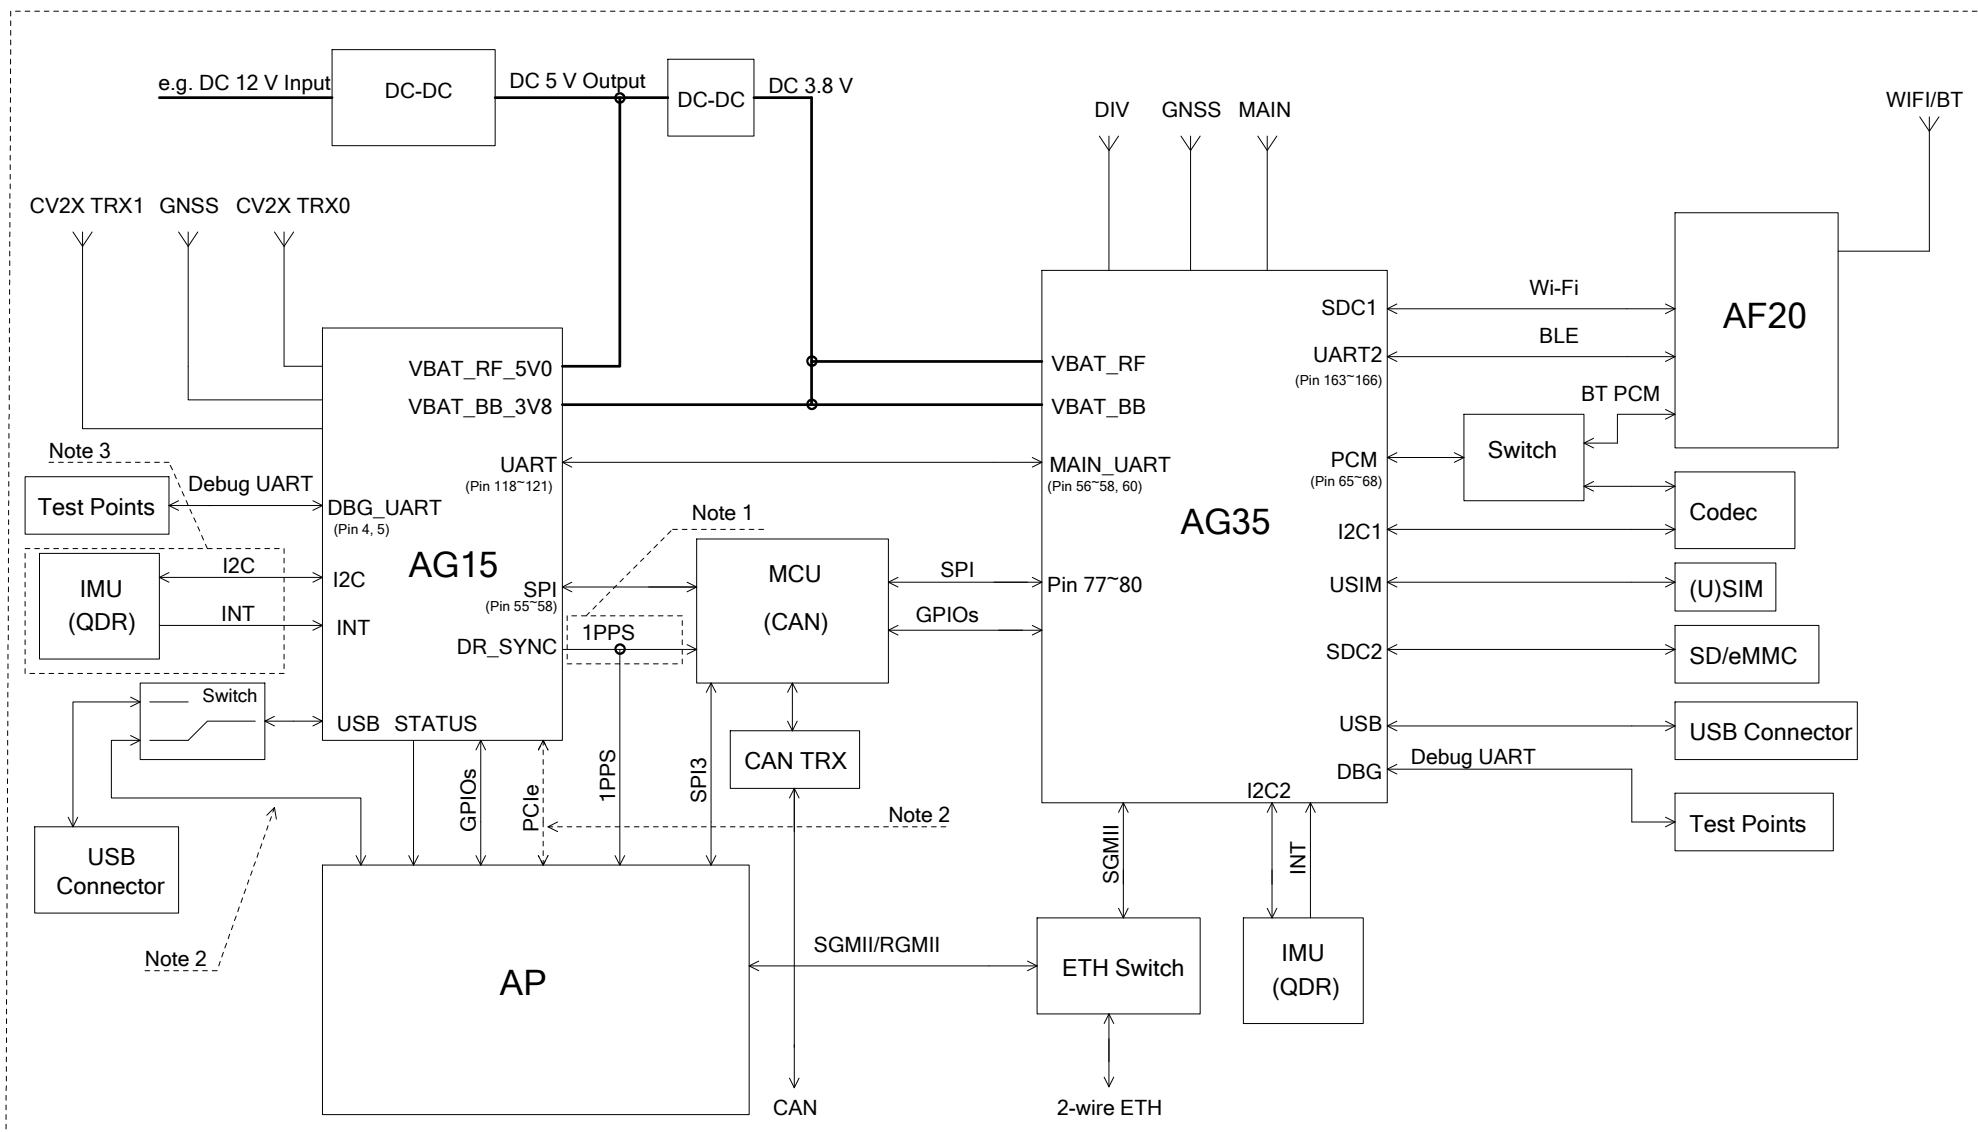 e.g. DC 12 V Input
DC-DC
DC 5 V Output
DC-DC
DC 3.8 V
DIV
GNSS
MAIN
WIFI/BT
CV2X TRX1
GNSS
CV2X TRX0
AF20
SDC1
Wi-Fi
UART2
(Pin 163~166)
BLE
BT PCM
VBAT_RF_5V0
VBAT_BB_3V8
VBAT_RF
VBAT_BB
Note 3
UART
(Pin 118~121)
MAIN_UART
(Pin 56~58, 60)
PCM
(Pin 65~68)
Switch
Debug UART
Test Points
DBG_UART
(Pin 4, 5)
Note 1
AG35
I2C1
Codec
AG15
IMU
(QDR)
I2C
I2C
INT
INT
SPI
(Pin 55~58)
DR_SYNC
1PPS
MCU
(CAN)
SPI
GPIOs
Pin 77~80
USIM
(U)SIM
SDC2
SD/eMMC
Switch
USB
STATUS
CAN TRX
USB
USB Connector
DBG
Debug UART
I2C2
Test Points
GPIOs
PCIe
1PPS
SPI3
Note 2
SGMII
INT
USB
Connector
Note 2
AP
SGMII/RGMII
ETH Switch
IMU
(QDR)
CAN
2-wire ETH